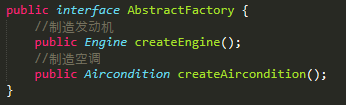 public interface AbstractFactory {
    //制造发动机
    public Engine createEngine();
    //制造空调
    public Aircondition createAircondition();
}